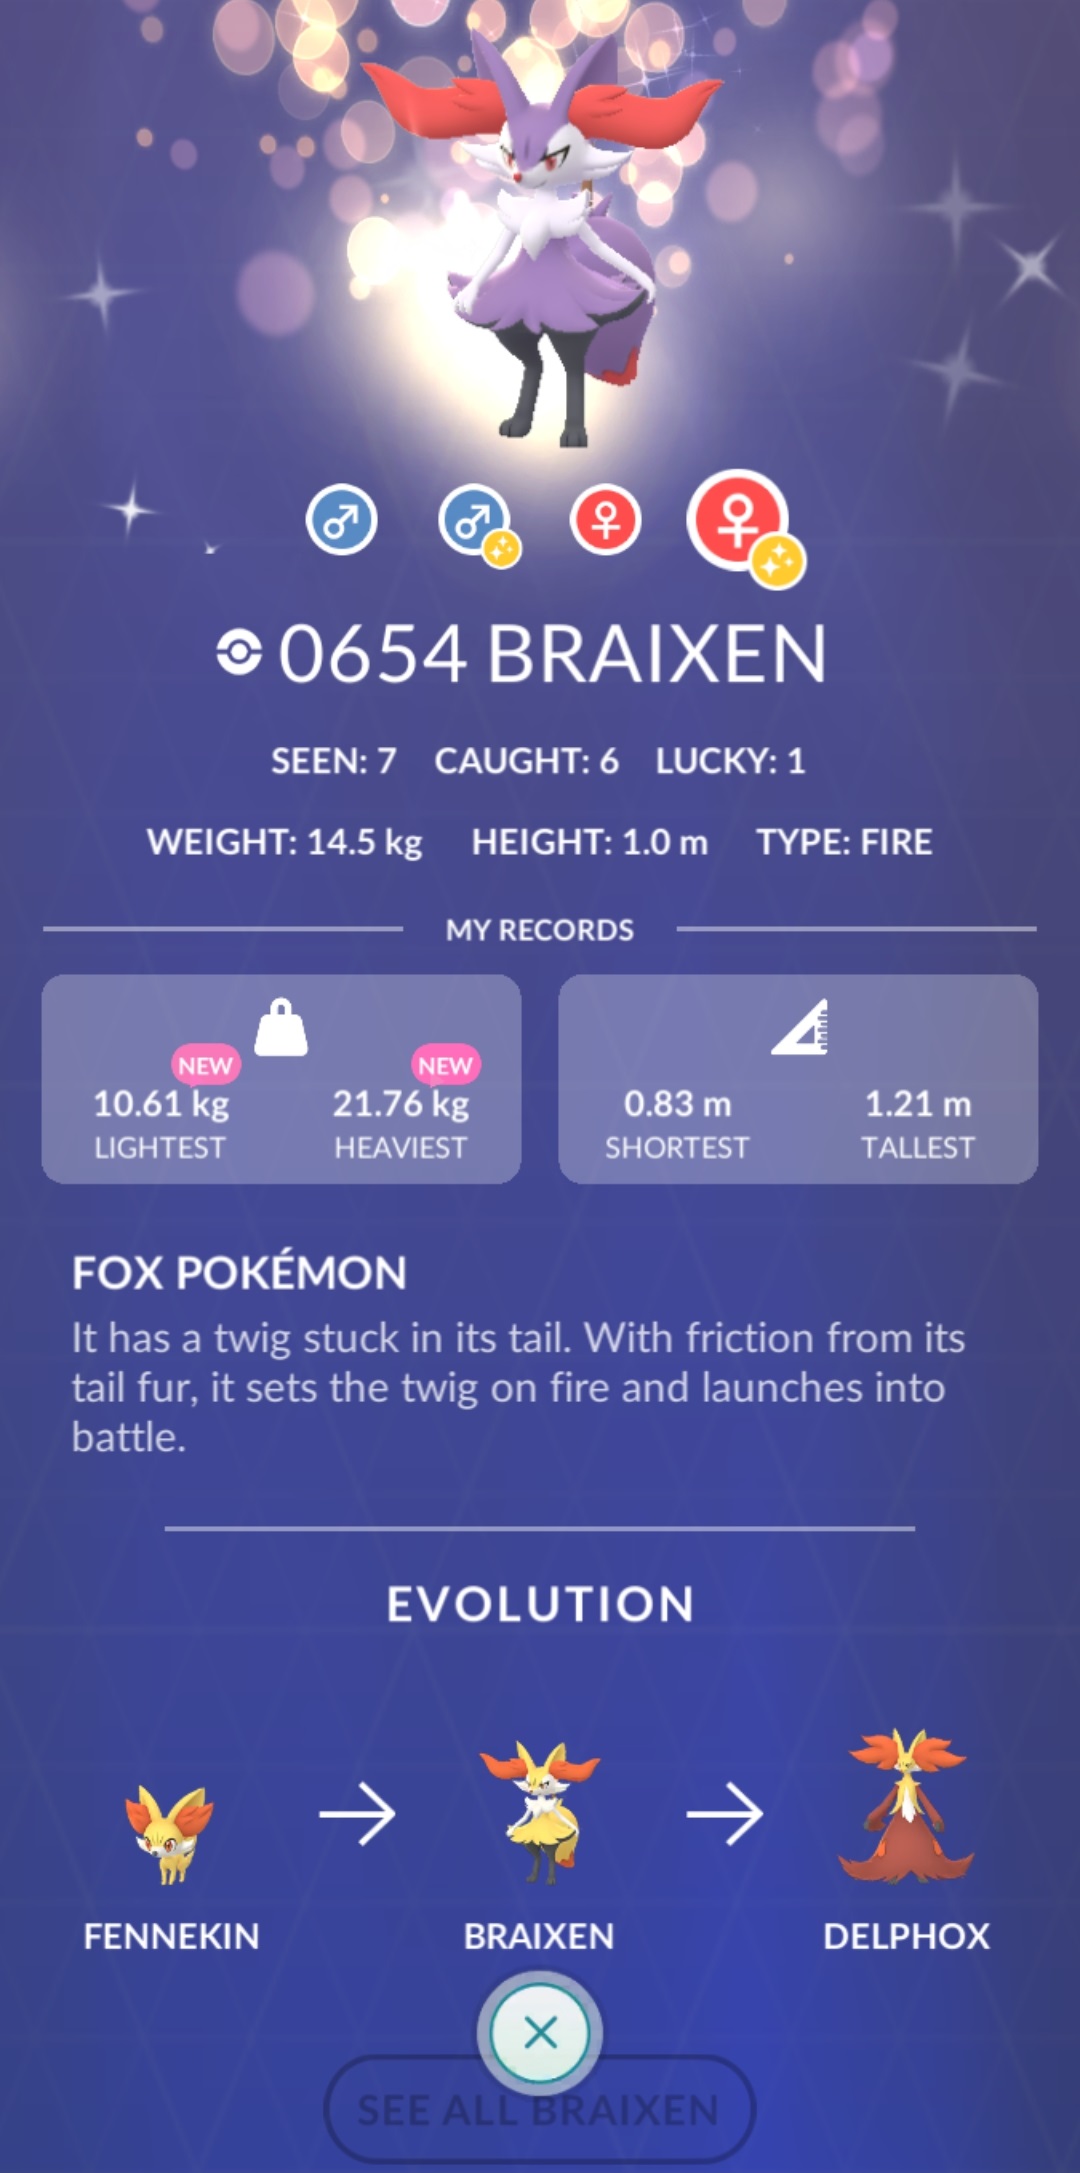 0654 BRAIXEN
SEEN: 7 CAUGHT: 6 LUCKY: 1
WEIGHT: 14.5 kg HEIGHT: 1.0 m TYPE: FIRE
MY RECORDS
NEW NEW
10.61 kg 21.76 kg 0.83 m 1.21 m
LIGHTEST HEAVIEST SHORTEST TALLEST
FOX POKÉMON
It has a twig stuck in its tail. With friction from its
tail fur, it sets the twig on fire and launches into
battle.
EVOLUTION
FENNEKIN BRAIXEN DELPHOX
SEE ALL BRAIXEN